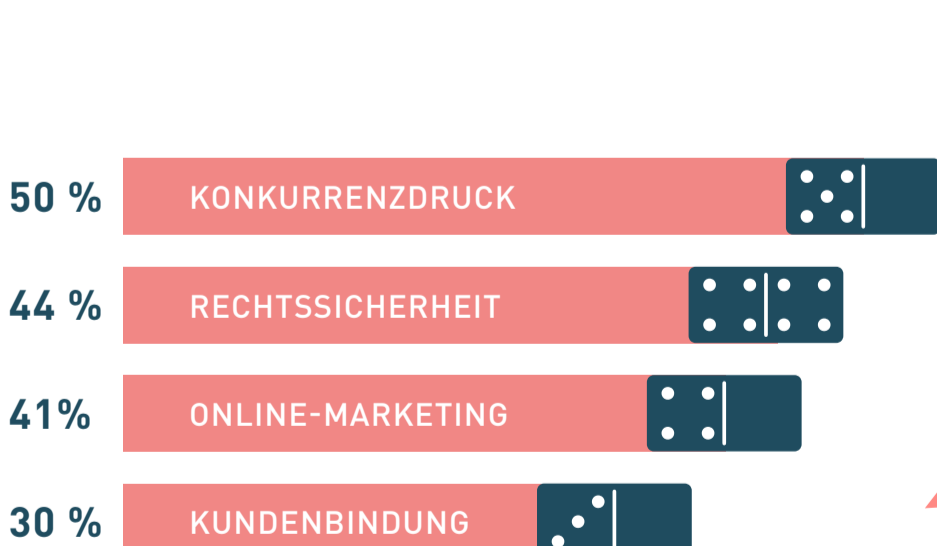 50 % KONKURRENZDRUCK
44 % RECHTSSICHERHEIT
41% ONLINE-MARKETING
30 % KUNDENBINDUNG